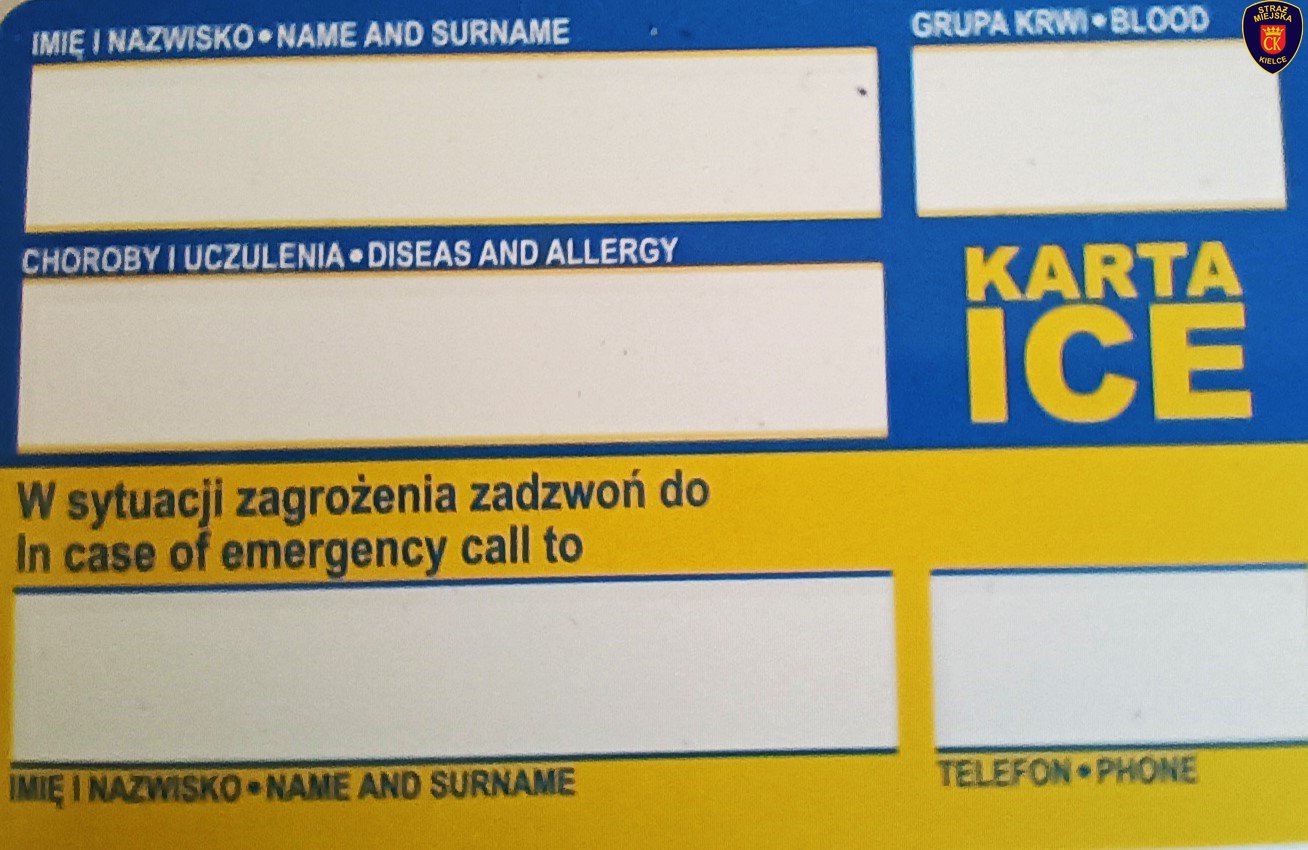 IMIĘ I NAZWISKO • NAME AND SURNAME
GRUPA KRWI • BLOOD
STRAŻ
MIEJSKA
CK
KIELCE
CHOROBY I UCZULENIA • DISEAS AND ALLERGY
KARTA
ICE
W sytuacji zagrożenia zadzwoń do
In case of emergency call to
IMIĘ I NAZWISKO • NAME AND SURNAME
TELEFON • PHONE